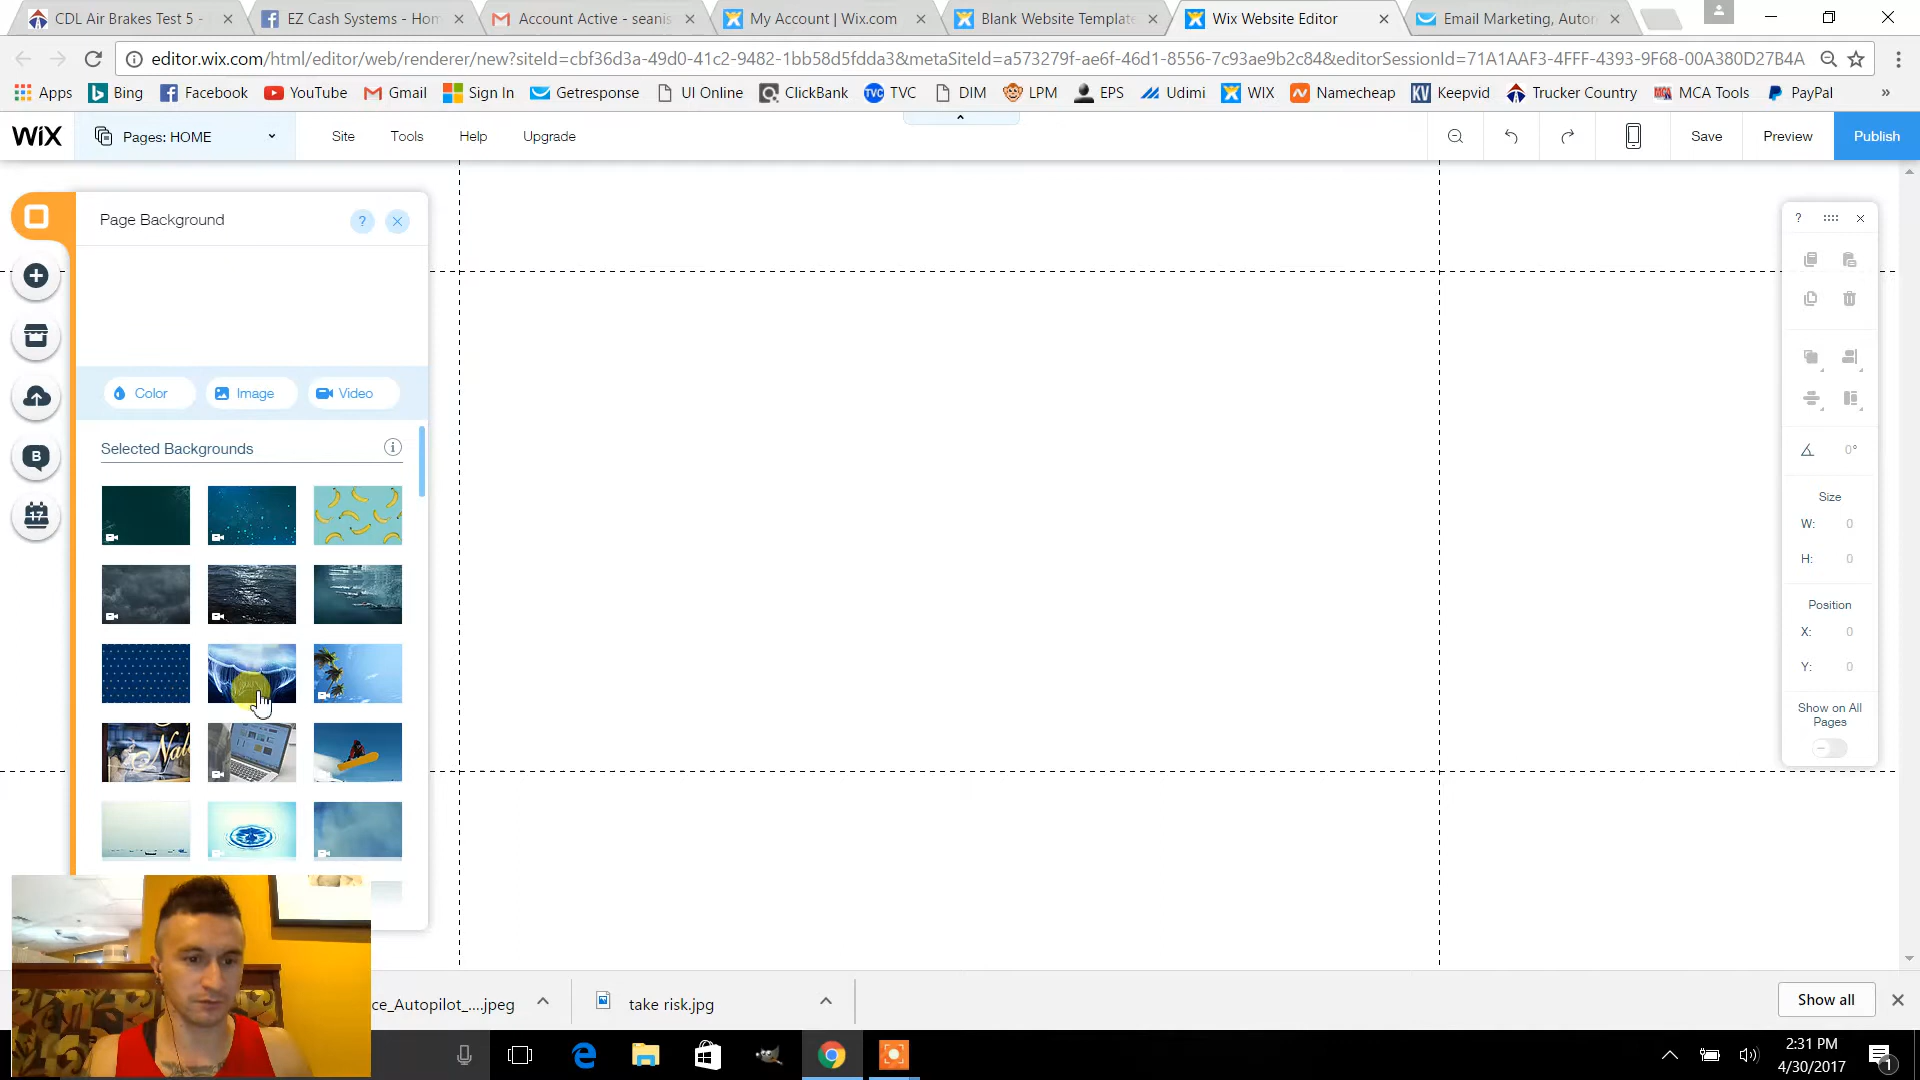 CDL Air Brakes Test 5 -
EZ Cash Systems - Hom
Account Active - seanis
My Account | Wix.com
Blank Website Template
Wix Website Editor
Email Marketing, Auton
editor.wix.com/html/editor/web/renderer/new?siteId=cbf36d3a-49d0-41c2-9482-1bb58d5fdda3&metaSiteId=a573279f-ae6f-46d1-8556-7c93ae9b2c84&editorSessionId=71A1AAF3-4FFF-4393-9F68-00A380D27B4A
Apps Bing Facebook YouTube Gmail Sign In Getresponse UI Online ClickBank TVC DIM LPM EPS Udimi WIX Namecheap KV Keepvid Trucker Country MCA MCA Tools PayPal »
WiX Pages: HOME Site Tools Help Upgrade Save Preview Publish
Page Background ? ×
Color Image Video
Selected Backgrounds
B
17
?
0°
Size
W: 0
H: 0
Position
X: 0
Y: 0
Show on All
Pages
ce_Autopilot_....jpeg
take risk.jpg
Show all
2:31 PM
4/30/2017
1